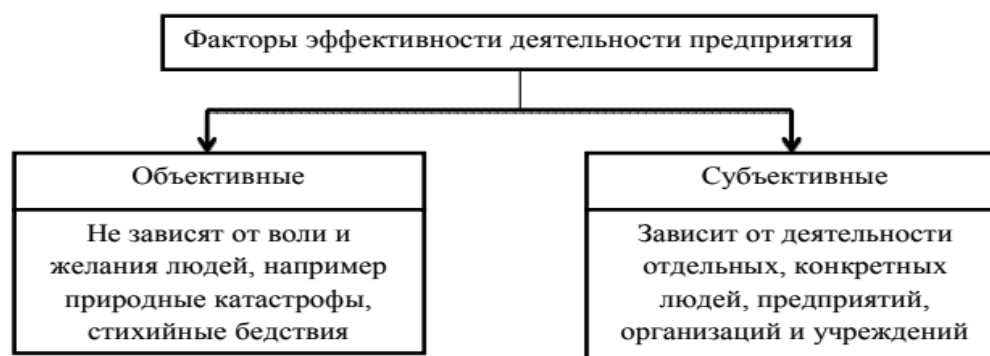 Факторы эффективности деятельности предприятия
Объективные
Не зависят от воли и
желания людей, например
природные катастрофы,
стихийные бедствия
Субъективные
Зависит от деятельности
отдельных, конкретных
людей, предприятий,
организаций и учреждений